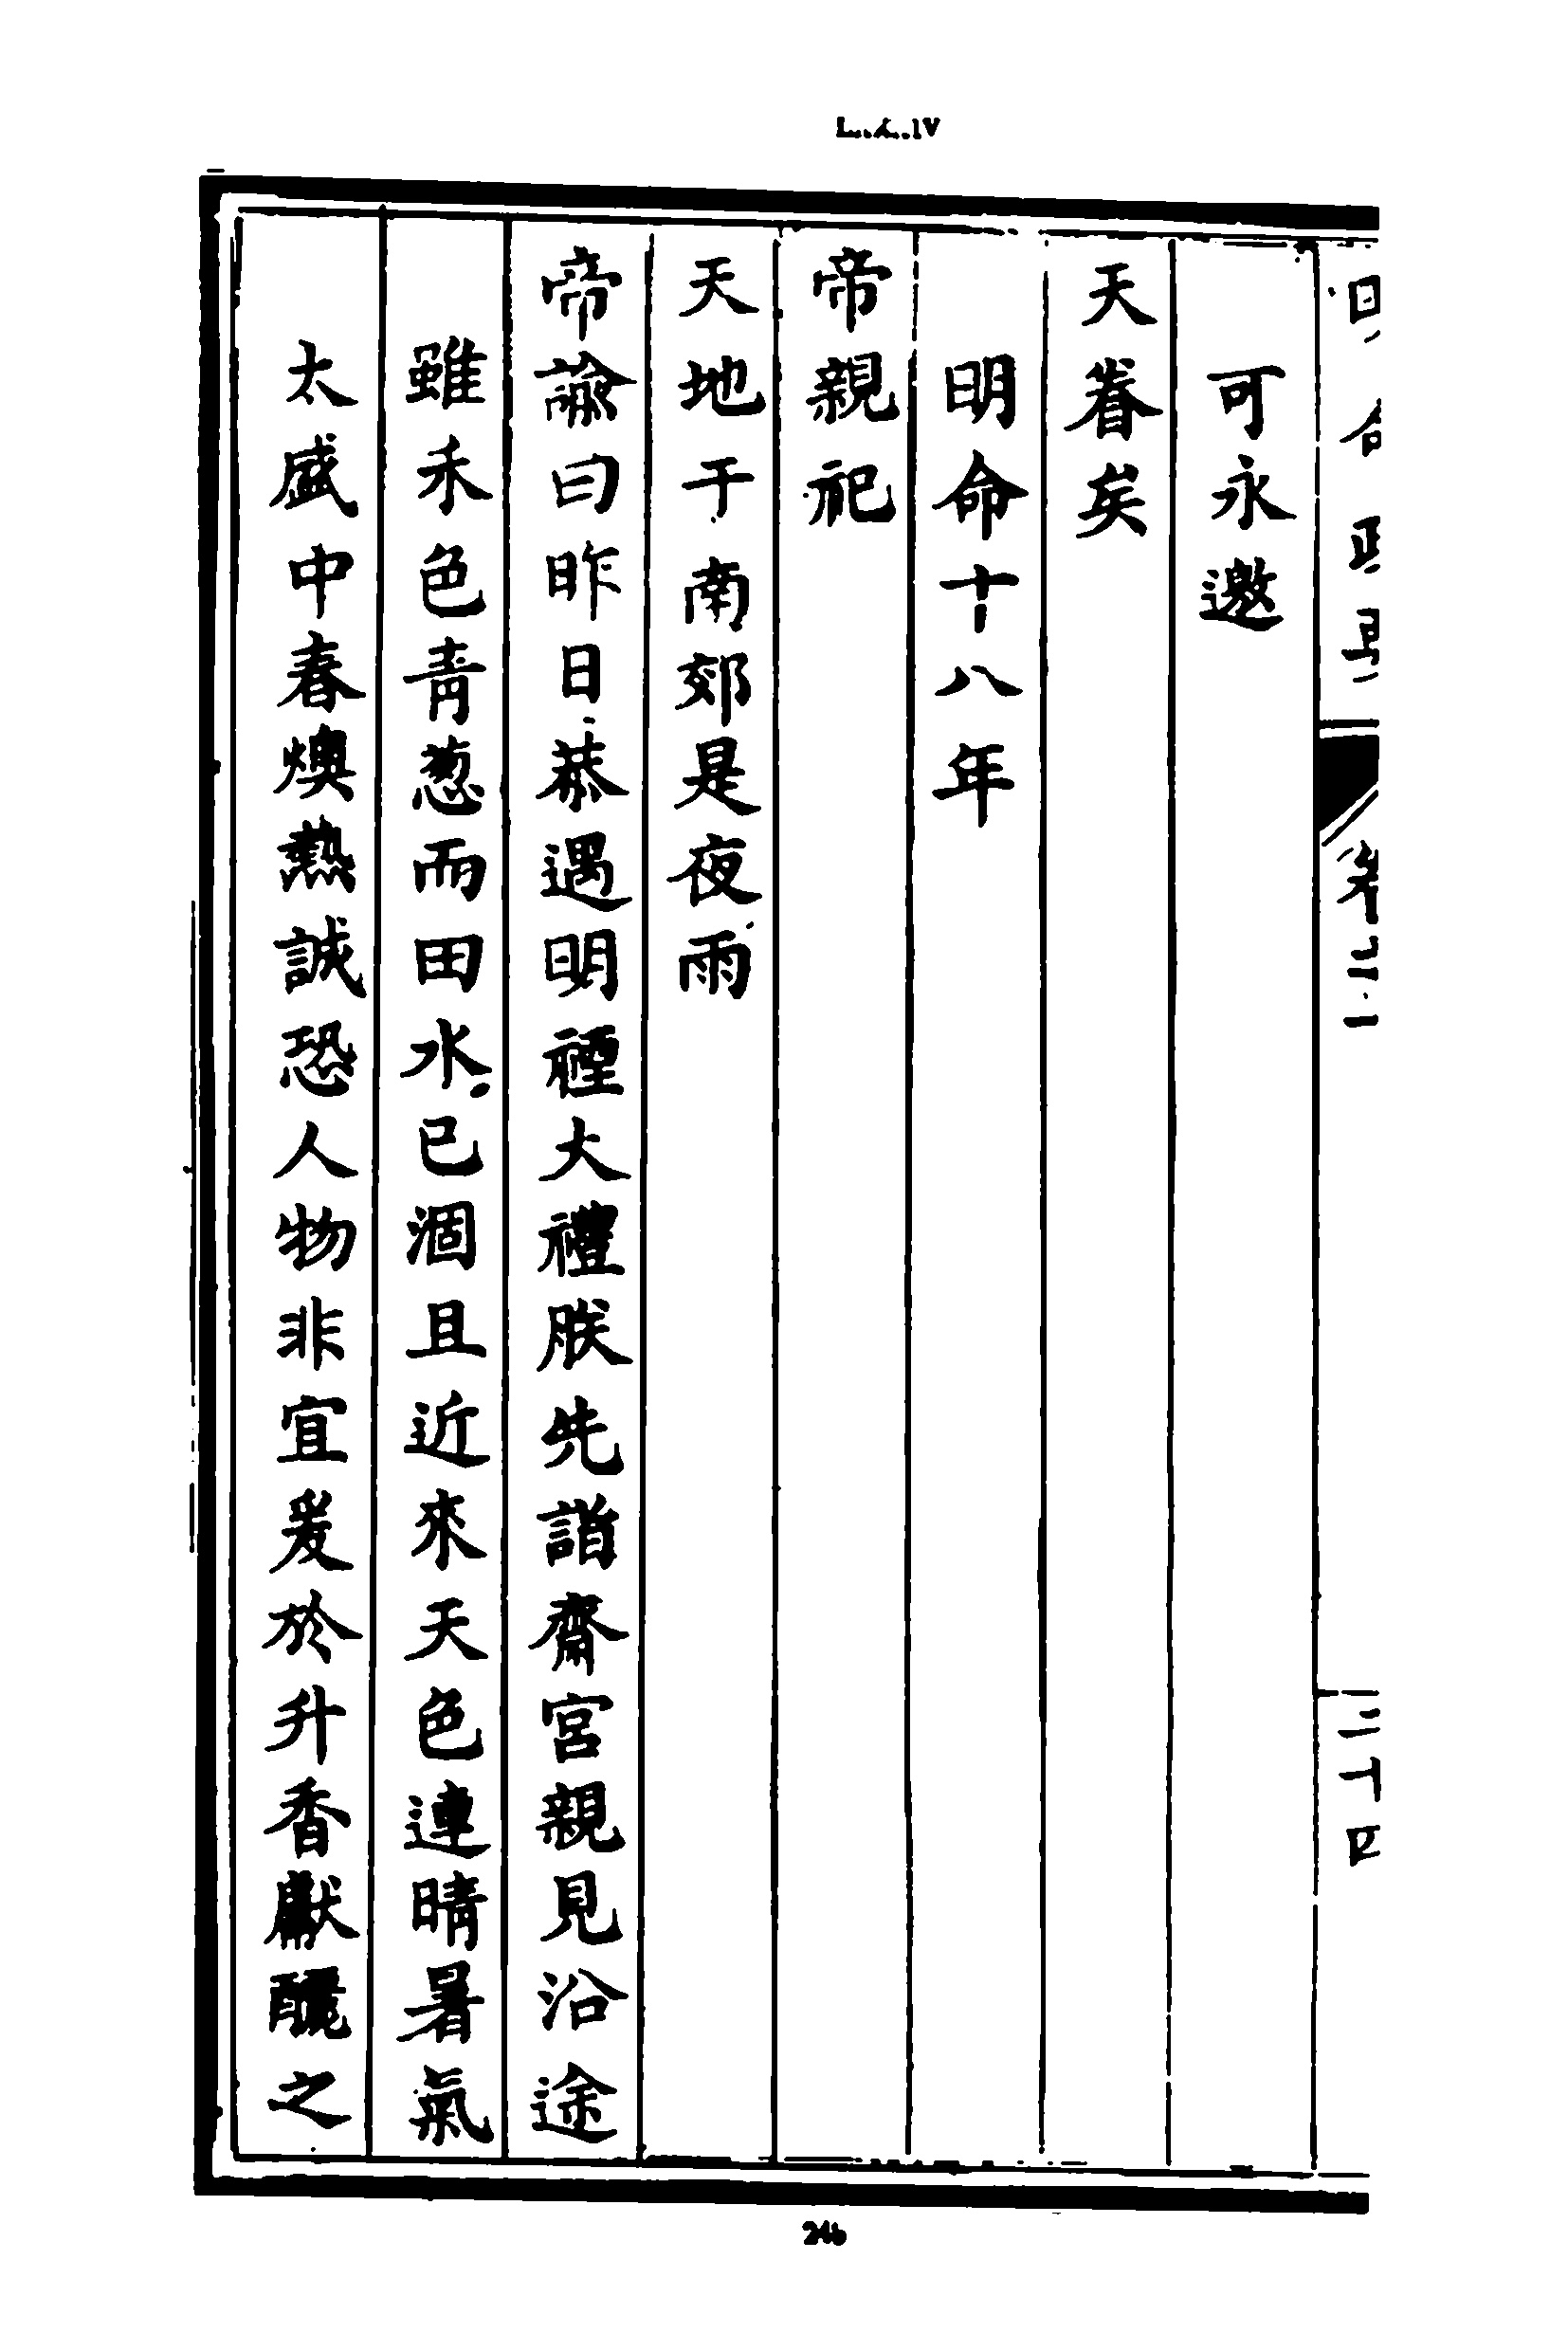 可永邀
天眷矣
明命十八年
帝親祀
天地于南郊是夜雨
帝諭曰昨日恭遇明禋大禮朕先詣齋宮親見沿途
雖禾色青葱而田水已涸且近來天色連晴暑氣
太盛中春燠熱誠恐人物非宜爰於升香獻醴之
24b